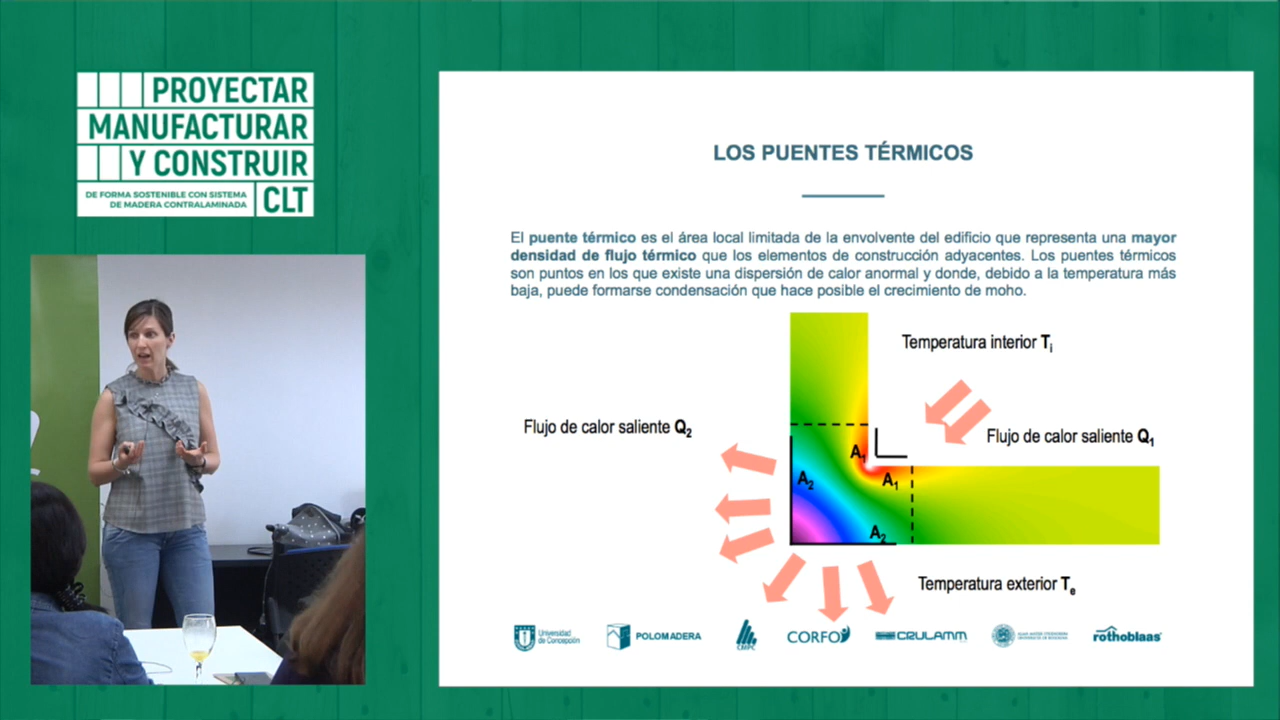 PROYECTAR
MANUFACTURAR
Y CONSTRUIR
DE FORMA SOSTENIBLE CON SISTEMA
DE MADERA CONTRALAMINADA
CLT
LOS PUENTES TÉRMICOS
El puente térmico es el área local limitada de la envolvente del edificio que representa una mayor
densidad de flujo térmico que los elementos de construcción adyacentes. Los puentes térmicos
son puntos en los que existe una dispersión de calor anormal y donde, debido a la temperatura más
baja, puede formarse condensación que hace posible el crecimiento de moho.
Temperatura interior Ti
Flujo de calor saliente Q2
Flujo de calor saliente Q1
A1
A1
A2
A2
Temperatura exterior Te
Universidad
de Concepción
POLOMADERA
CMPC
CORFO
CRULAMM
rothoblaas